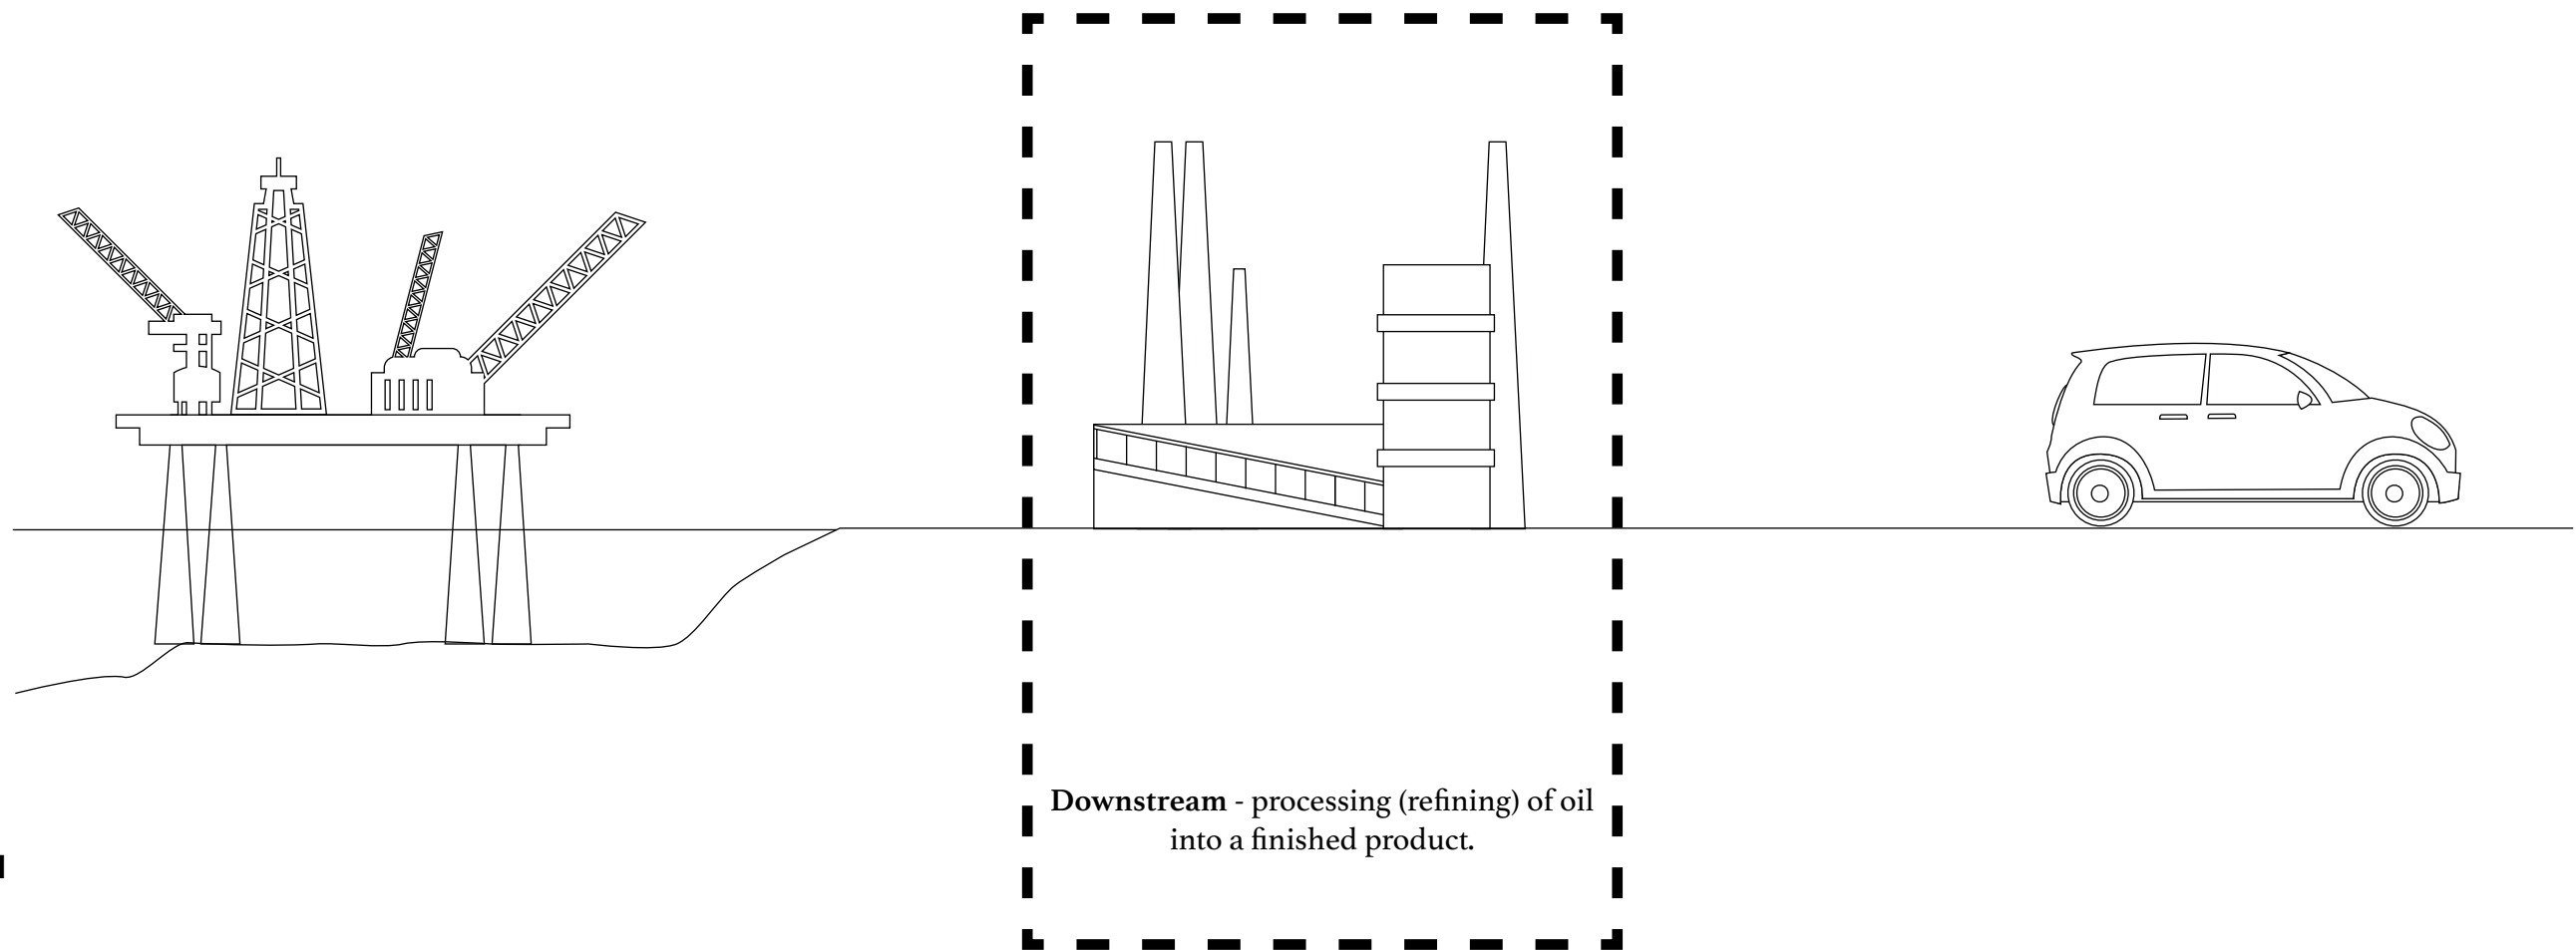 Downstream - processing (refining) of oil
into a finished product.